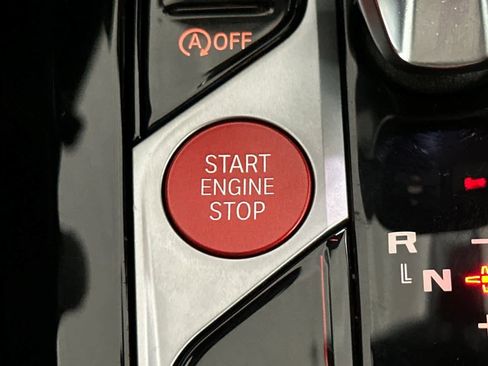 A OFF
START
ENGINE
STOP
R
L N
+